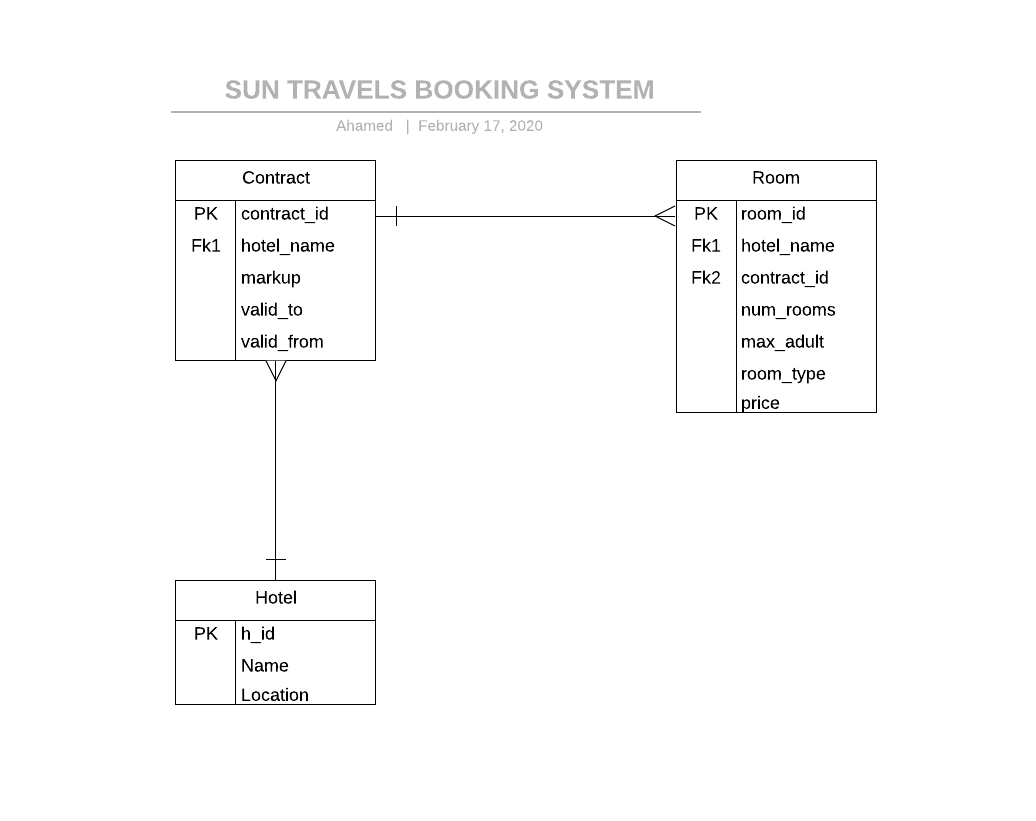 SUN TRAVELS BOOKING SYSTEM
Ahamed | February 17, 2020
Contract
PK contract_id
Fk1 hotel_name
markup
valid_to
valid_from
Room
PK room_id
Fk1 hotel_name
Fk2 contract_id
num_rooms
max_adult
room_type
price
Hotel
PK h_id
Name
Location